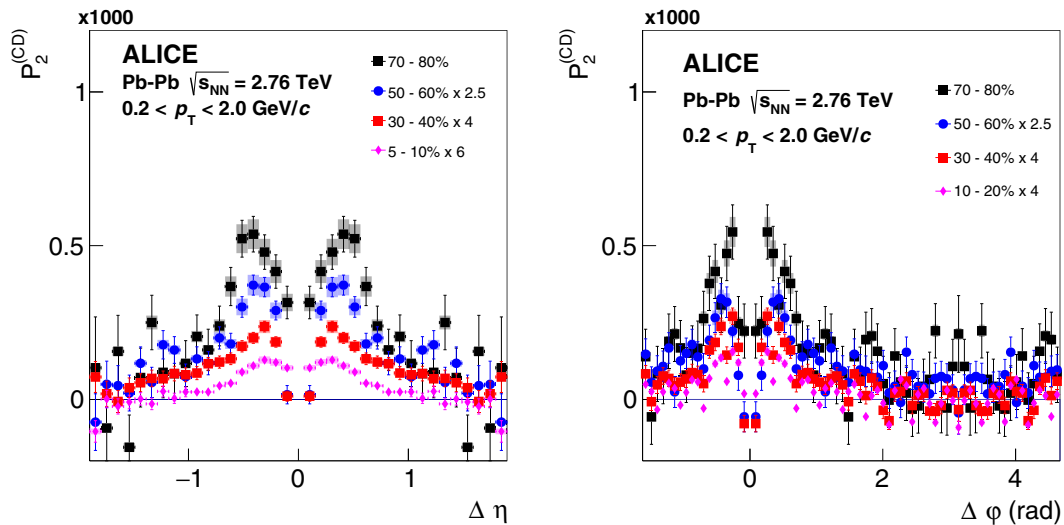 x1000
P₂^(CD)
ALICE
Pb-Pb √sNN = 2.76 TeV
0.2 < pT < 2.0 GeV/c
70 - 80%
50 - 60% x 2.5
30 - 40% x 4
5 - 10% x 6
1
0.5
0
−1 0 1
Δ η
x1000
P₂^(CD)
ALICE
Pb-Pb √sNN = 2.76 TeV
0.2 < pT < 2.0 GeV/c
70 - 80%
50 - 60% x 2.5
30 - 40% x 4
10 - 20% x 4
1
0.5
0
0 2 4
Δ φ (rad)